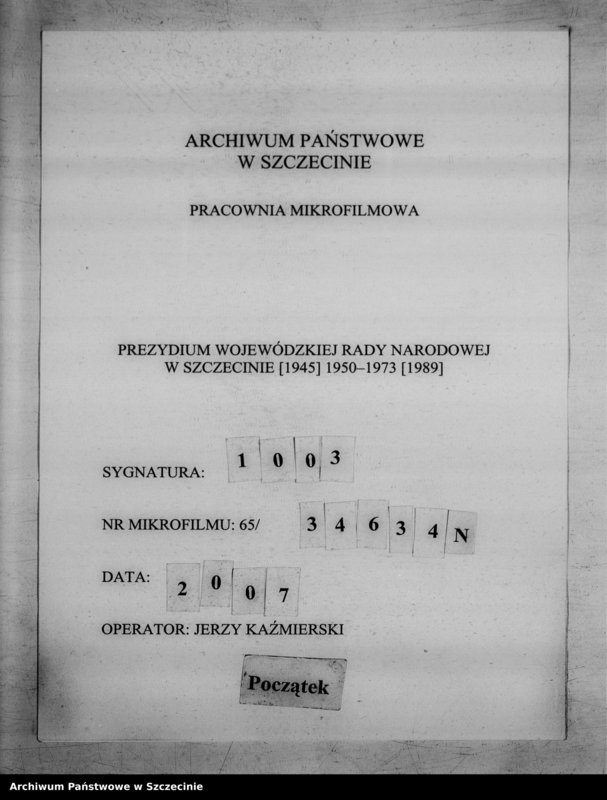 ARCHIWUM PAŃSTWOWE
W SZCZECINIE
PRACOWNIA MIKROFILMOWA
PREZYDIUM WOJEWÓDZKIEJ RADY NARODOWEJ
W SZCZECINIE [1945] 1950–1973 [1989]
SYGNATURA: 1 0 0 3
NR MIKROFILMU: 65/ 3 4 6 3 4 N
DATA: 2 0 0 7
OPERATOR: JERZY KAŹMIERSKI
Początek
Archiwum Państwowe w Szczecinie